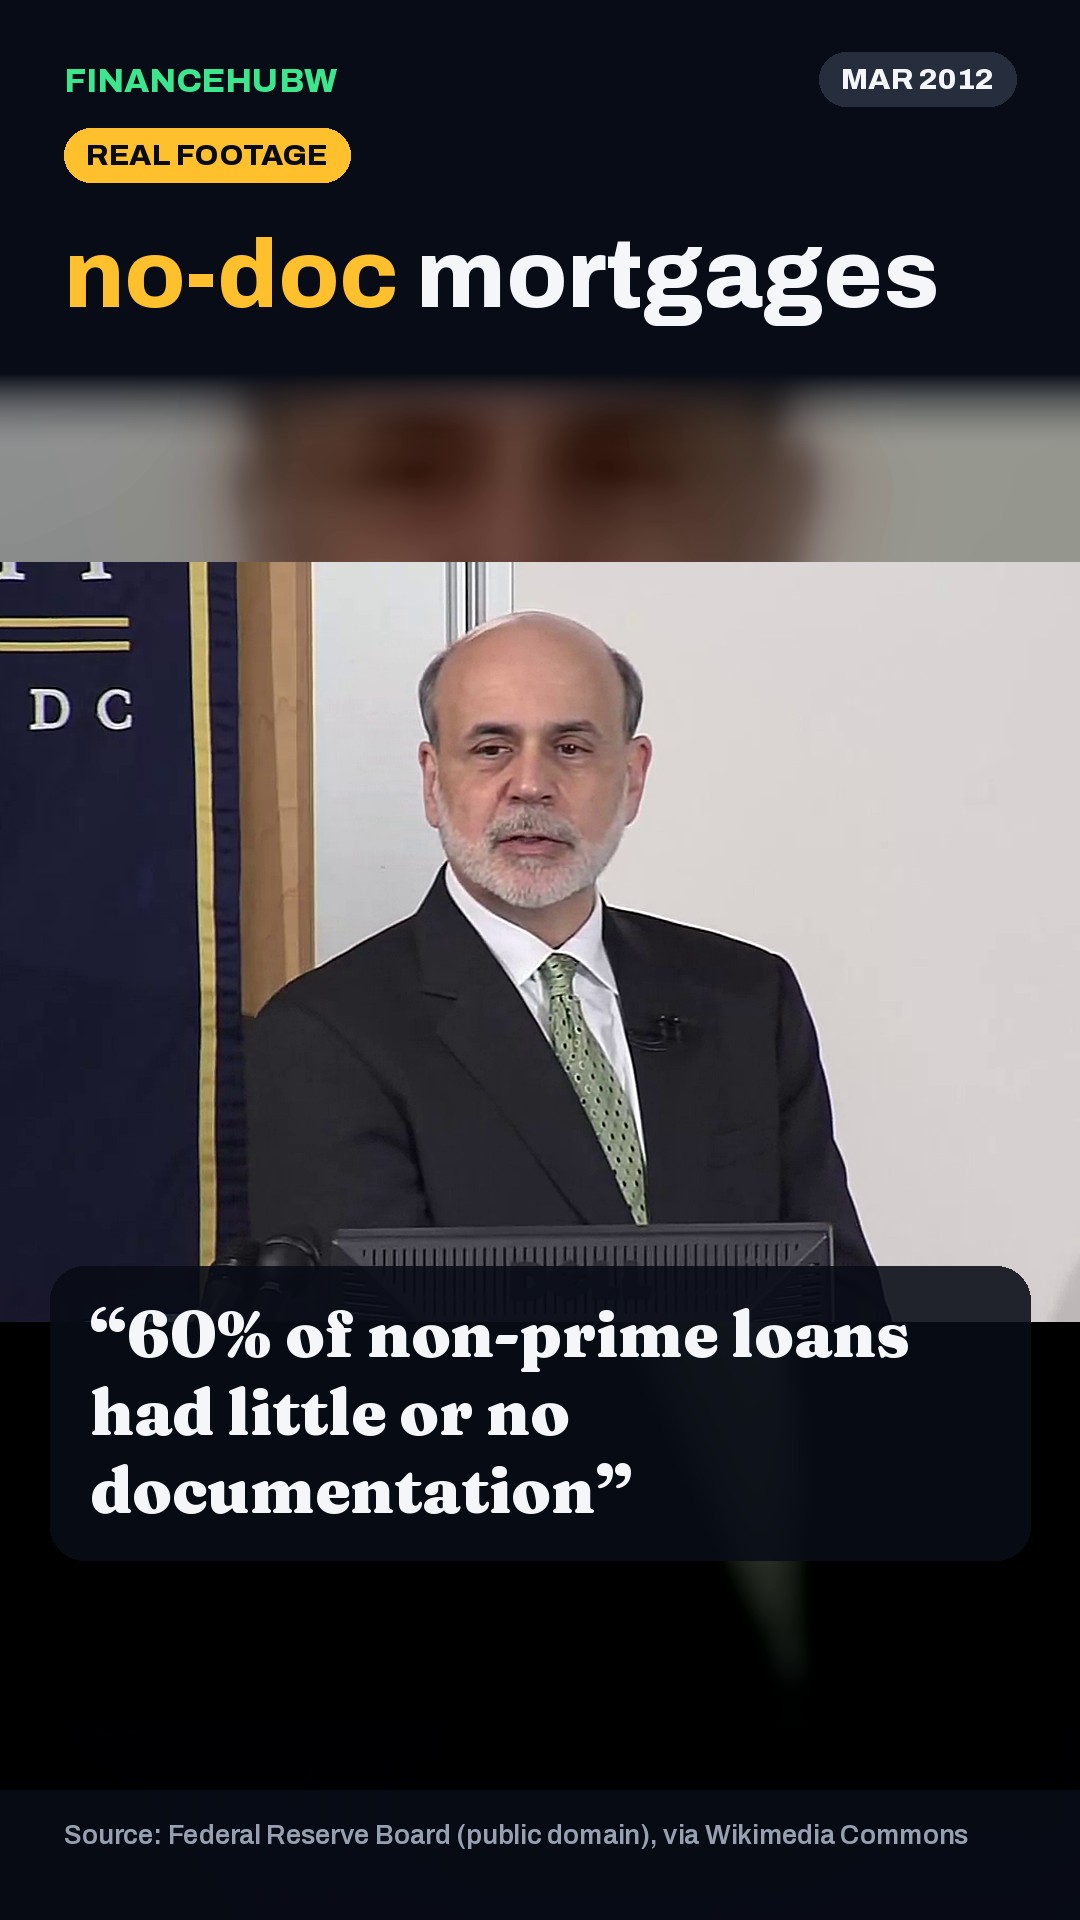 FINANCEHUBW
MAR 2012
REAL FOOTAGE
no-doc mortgages
DC
“60% of non-prime loans
had little or no
documentation”
Source: Federal Reserve Board (public domain), via Wikimedia Commons